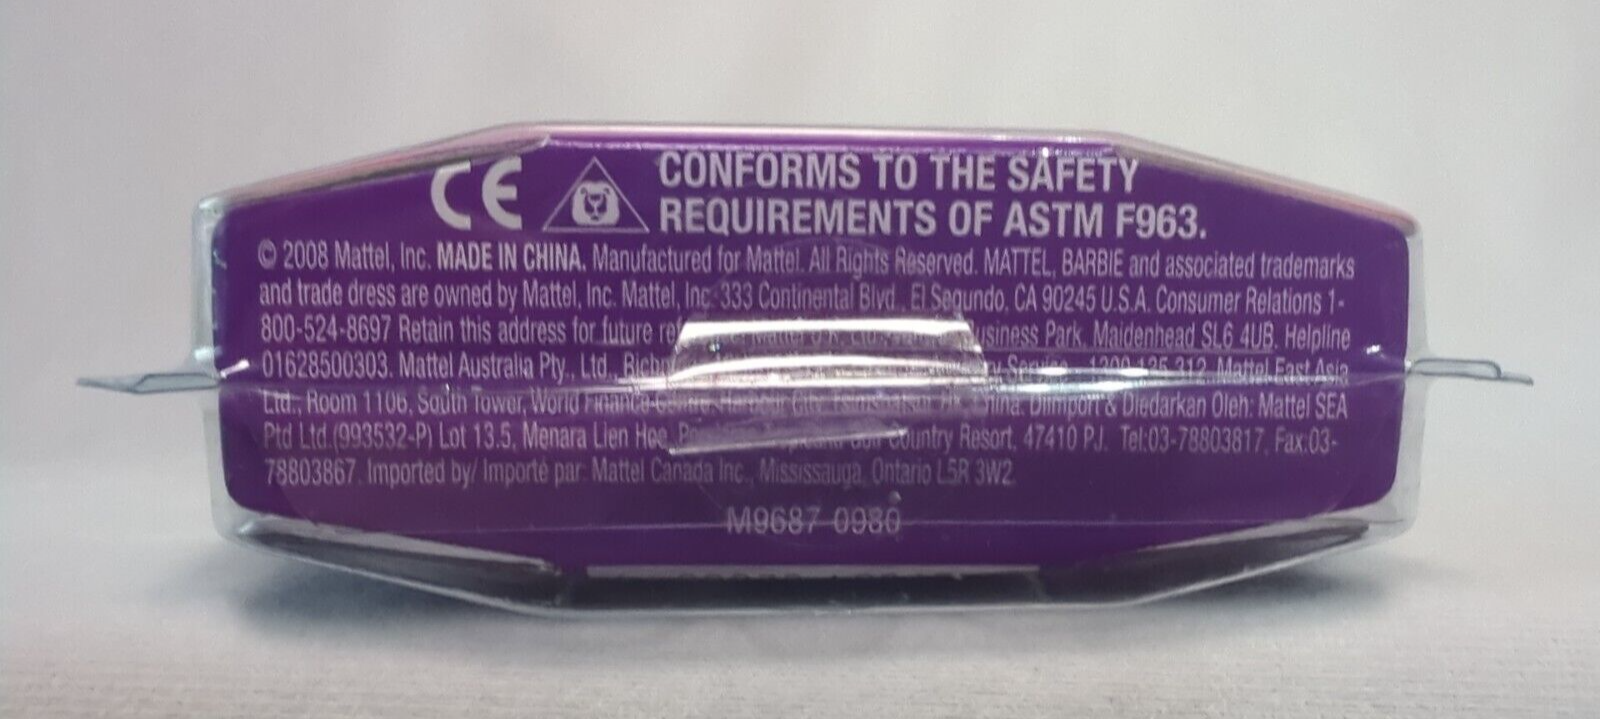 CE CONFORMS TO THE SAFETY
REQUIREMENTS OF ASTM F963.
© 2008 Mattel, Inc. MADE IN CHINA. Manufactured for Mattel. All Rights Reserved. MATTEL, BARBIE and associated trademarks
and trade dress are owned by Mattel, Inc. Mattel, Inc. 333 Continental Blvd., El Segundo, CA 90245 U.S.A. Consumer Relations 1-
800-524-8697 Retain this address for future Mattel Business Park, Maidenhead SL6 4UB. Helpline
01628500303. Mattel Australia Pty., Ltd., Service - 1300 135 312. Mattel East Asia
Ltd., Room 1106, South Tower, World Finance China. Diimport & Diedarkan Oleh: Mattel SEA
Ptd Ltd.(993532-P) Lot 13.5, Menara Lien Hoe, Country Resort, 47410 PJ. Tel:03-78803817, Fax:03-
78803867. Imported by/ Importé par: Mattel Canada Inc., Mississauga, Ontario L5R 3W2.
M9687 0980